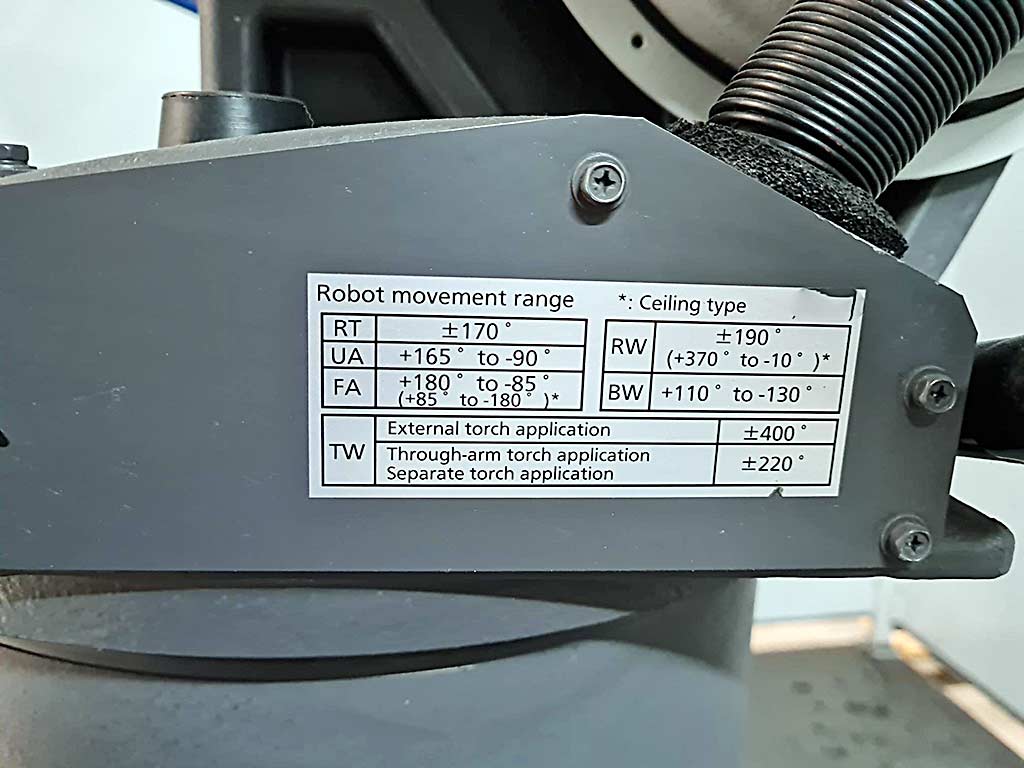 Robot movement range *: Ceiling type
RT ±170°
UA +165° to -90°
FA +180° to -85°
(+85° to -180°)*
RW ±190°
(+370° to -10°)*
BW +110° to -130°
TW External torch application ±400°
Through-arm torch application
Separate torch application ±220°